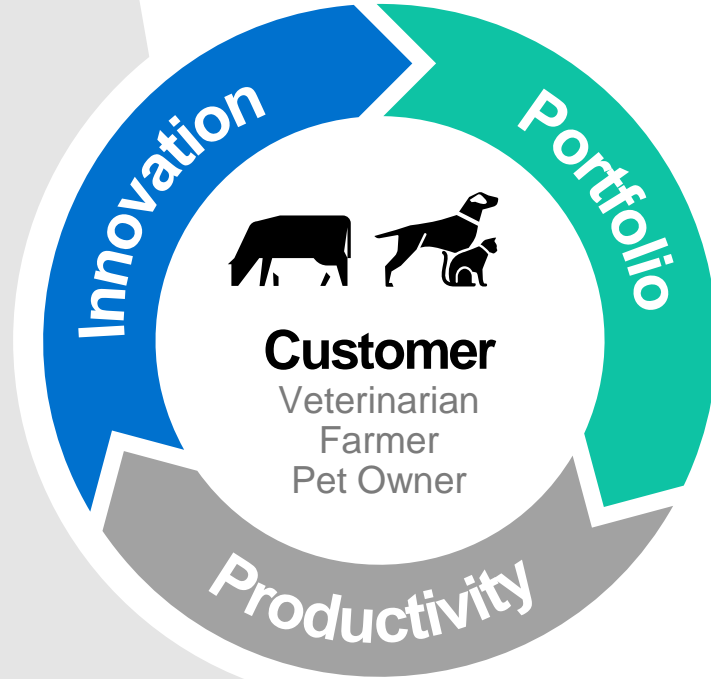 Innovation
Portfolio
Customer
Veterinarian
Farmer
Pet Owner
Productivity